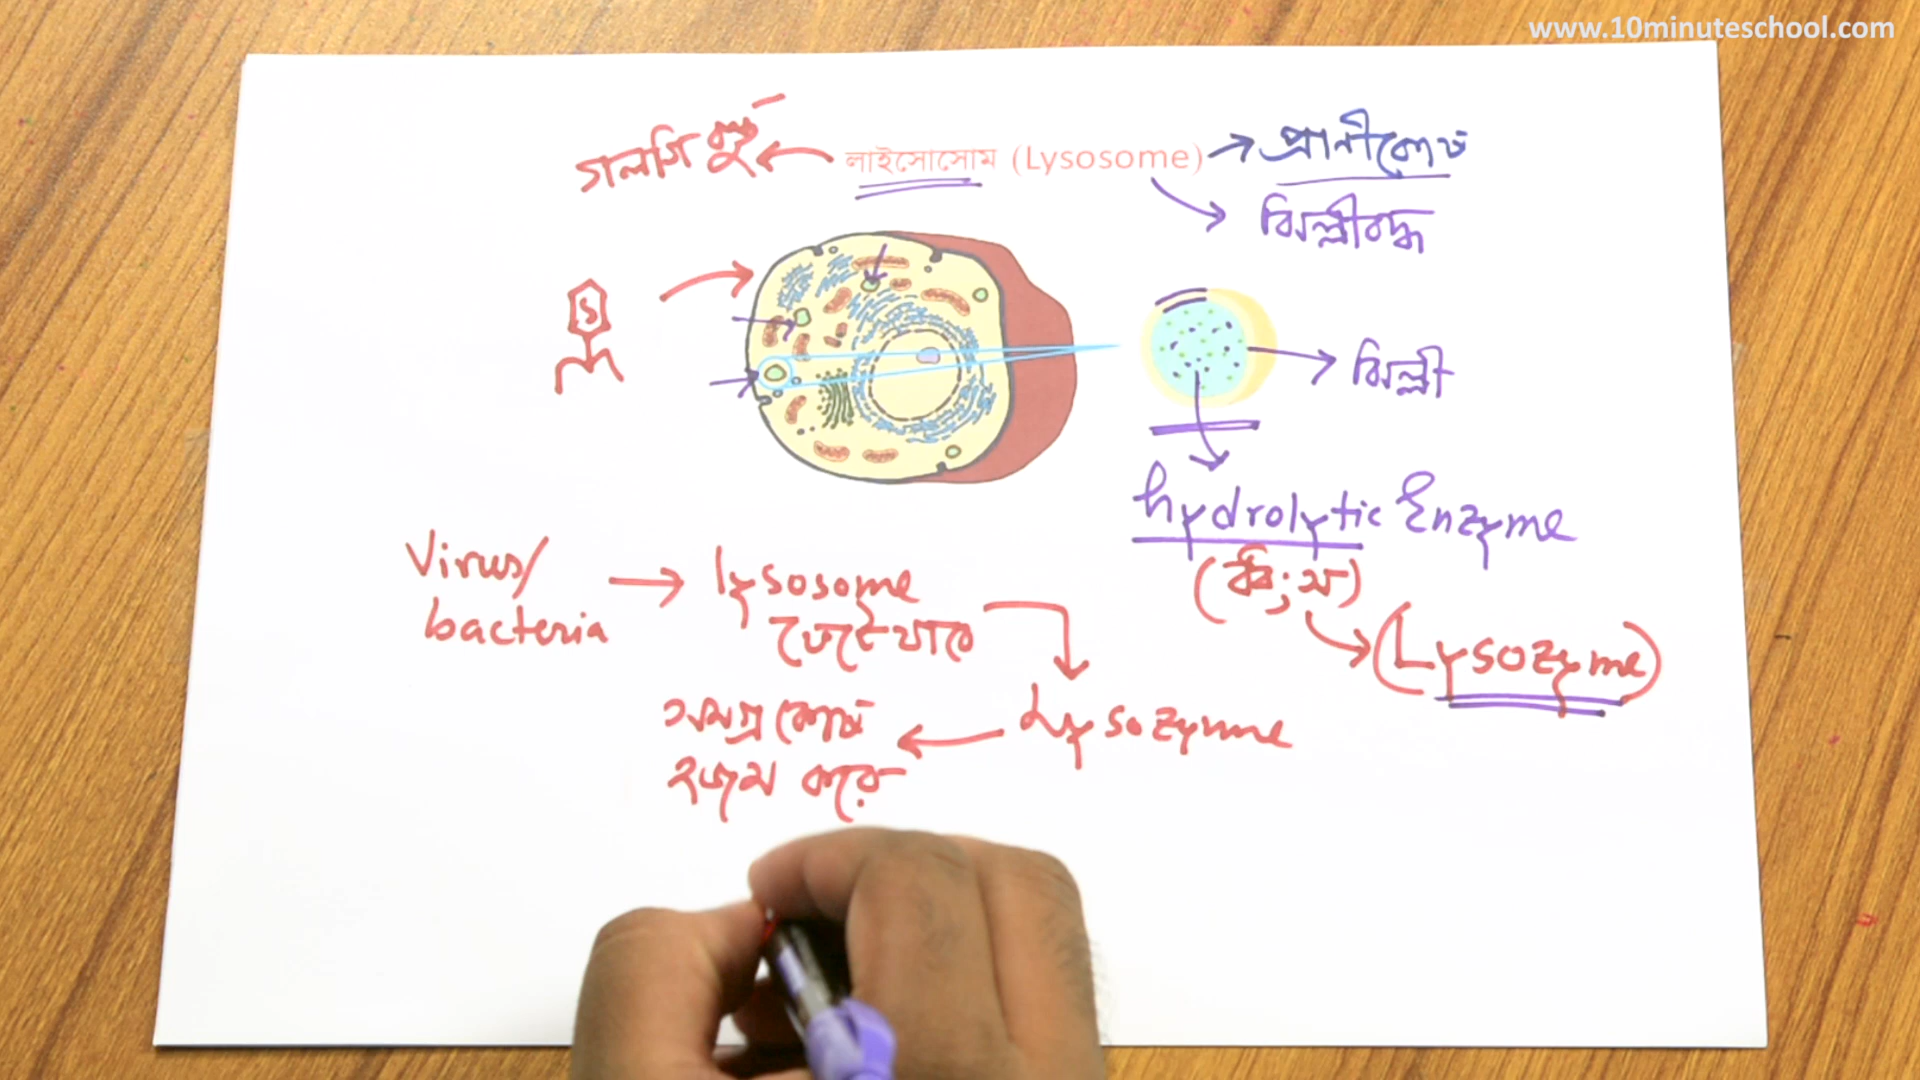 www.10minuteschool.com
গলগি বস্তু
লাইসোসোম (Lysosome)
প্রাণীকোষ
ঝিল্লীবদ্ধ
S
ঝিল্লী
hydrolytic Enzyme
Virus/
bacteria
lysosome
ফেটে যাবে
(Lysozyme)
Lysozyme
সমগ্র কোষ
হজম করে